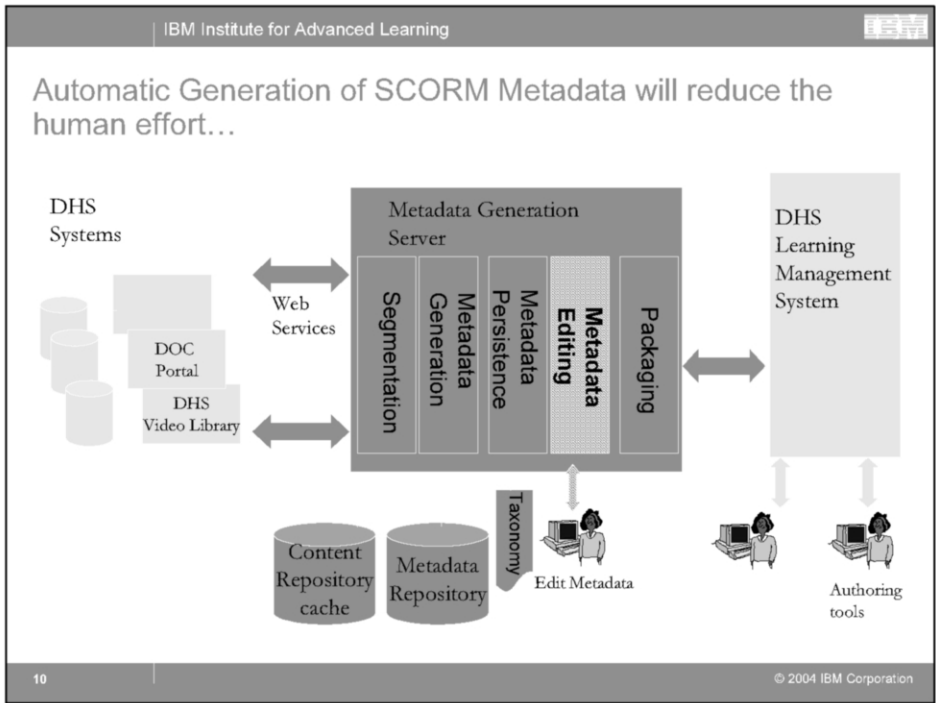 IBM Institute for Advanced Learning
IBM
Automatic Generation of SCORM Metadata will reduce the
human effort…
DHS
Systems
DOC
Portal
DHS
Video Library
Web
Services
Metadata Generation
Server
Segmentation
Metadata
Generation
Metadata
Persistence
Metadata
Editing
Packaging
DHS
Learning
Management
System
Content
Repository
cache
Metadata
Repository
Taxonomy
Edit Metadata
Authoring
tools
10
© 2004 IBM Corporation